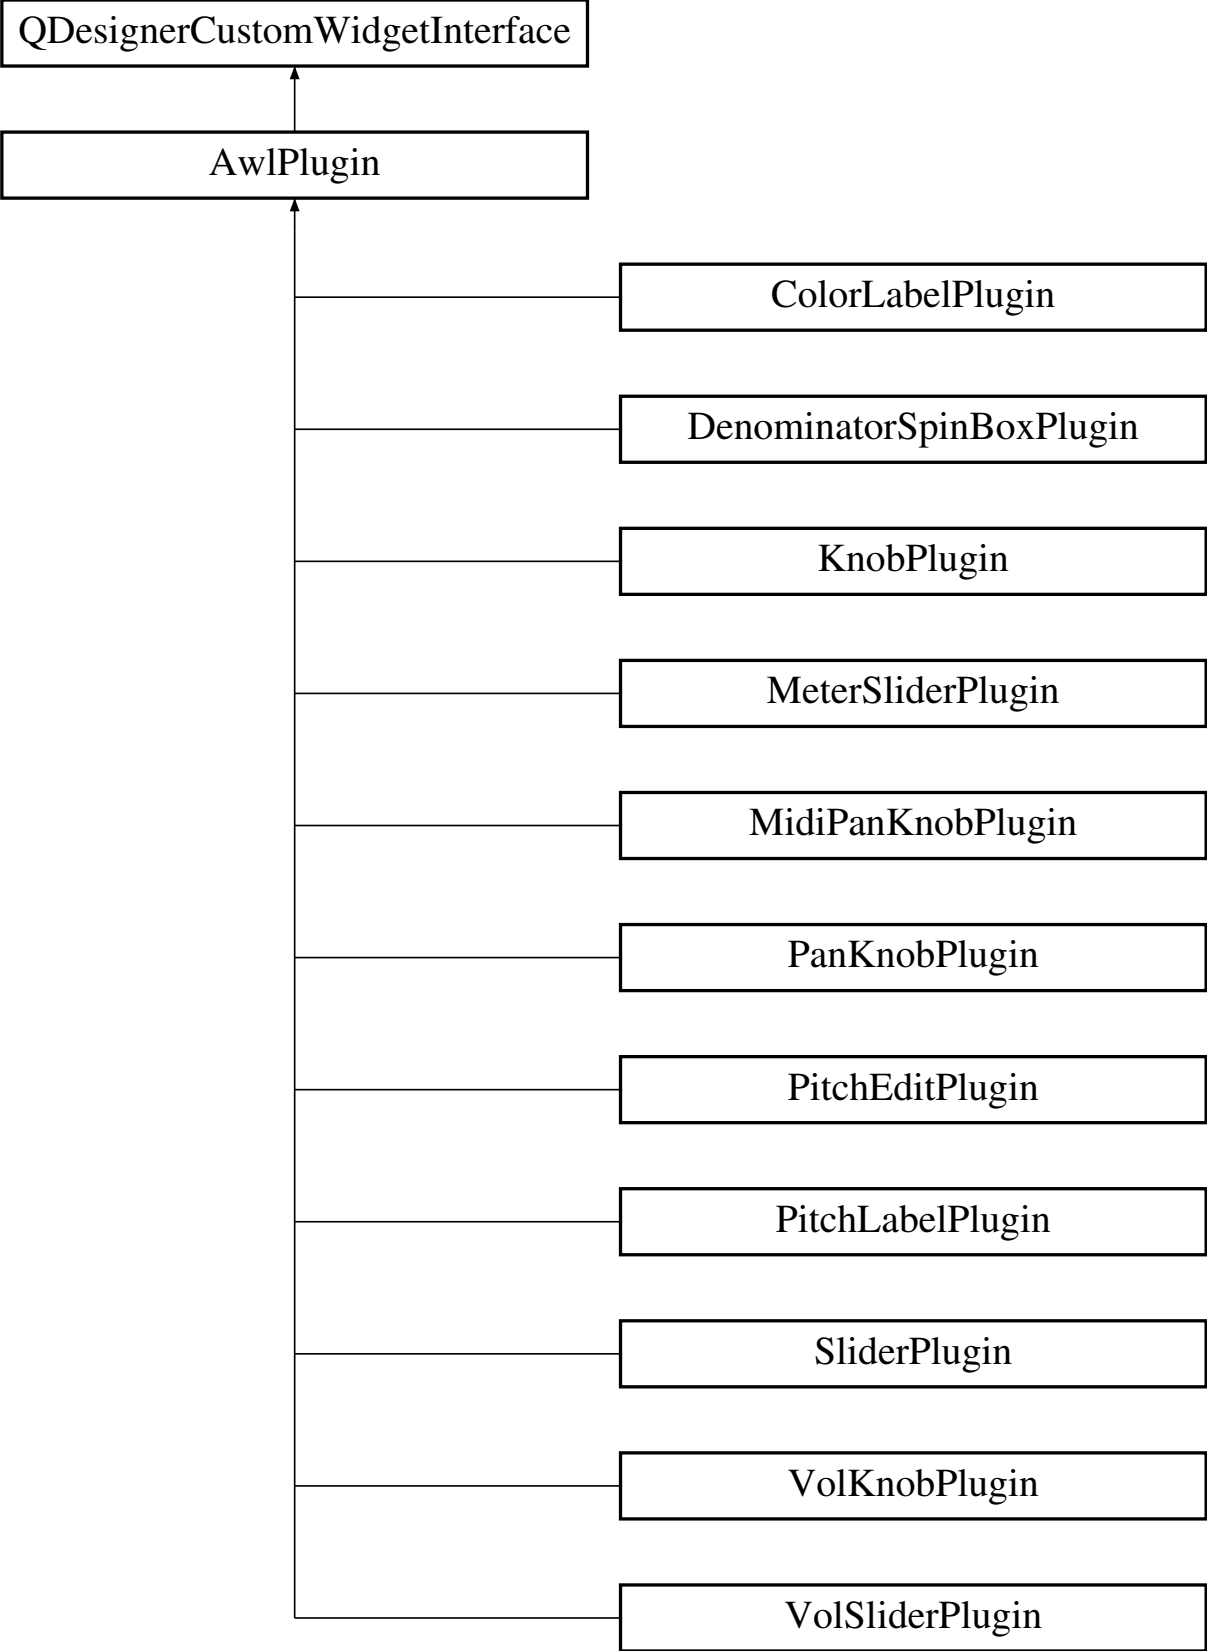 QDesignerCustomWidgetInterface
AwlPlugin
ColorLabelPlugin
DenominatorSpinBoxPlugin
KnobPlugin
MeterSliderPlugin
MidiPanKnobPlugin
PanKnobPlugin
PitchEditPlugin
PitchLabelPlugin
SliderPlugin
VolKnobPlugin
VolSliderPlugin